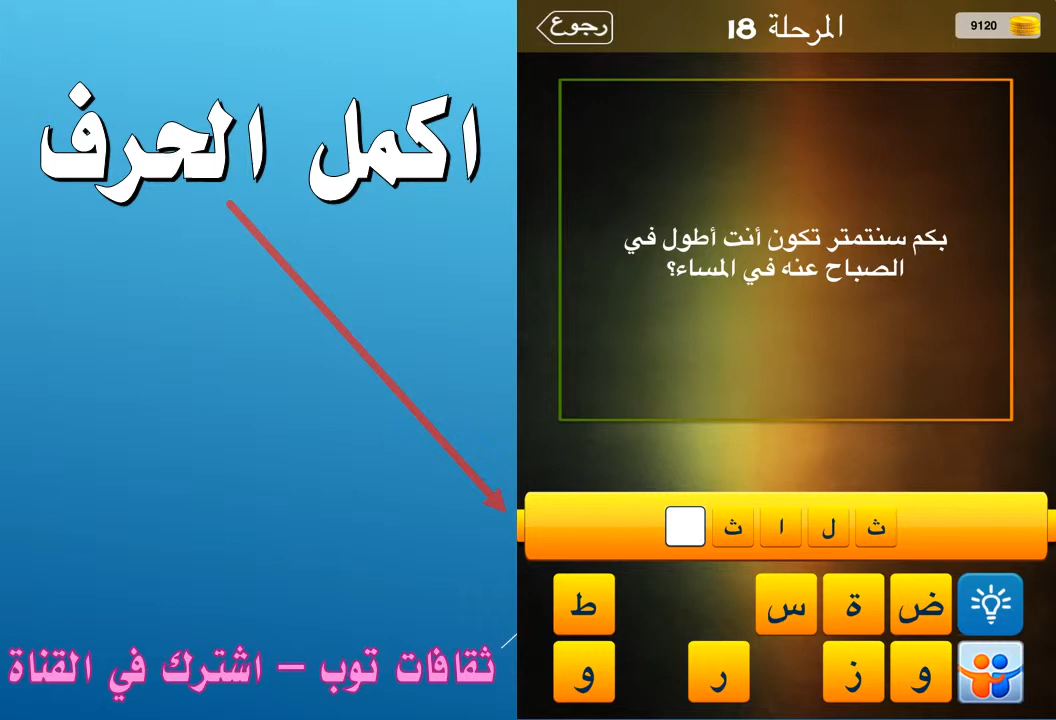 اكمل الحرف
ثقافات توب – اشترك في القناة
رجوع
المرحلة 18
9120
بكم سنتمتر تكون أنت أطول في
الصباح عنه في المساء؟
ث ل ا ث
ض ة س ط
و ز ر و